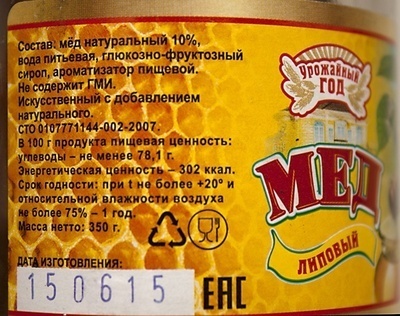 Состав: мёд натуральный 10%,
вода питьевая, глюкозно-фруктозный
сироп, ароматизатор пищевой.
Не содержит ГМИ.
Искусственный с добавлением
натурального.
СТО 0107771144-002-2007.
В 100 г продукта пищевая ценность:
углеводы – не менее 78,1 г.
Энергетическая ценность – 302 ккал.
Срок годности: при t не более +20° и
относительной влажности воздуха
не более 75% – 1 год.
Масса нетто: 350 г.
ДАТА ИЗГОТОВЛЕНИЯ:
150615
ЕАС
Урожайный
ГОД
МЕД
ЛИПОВЫЙ